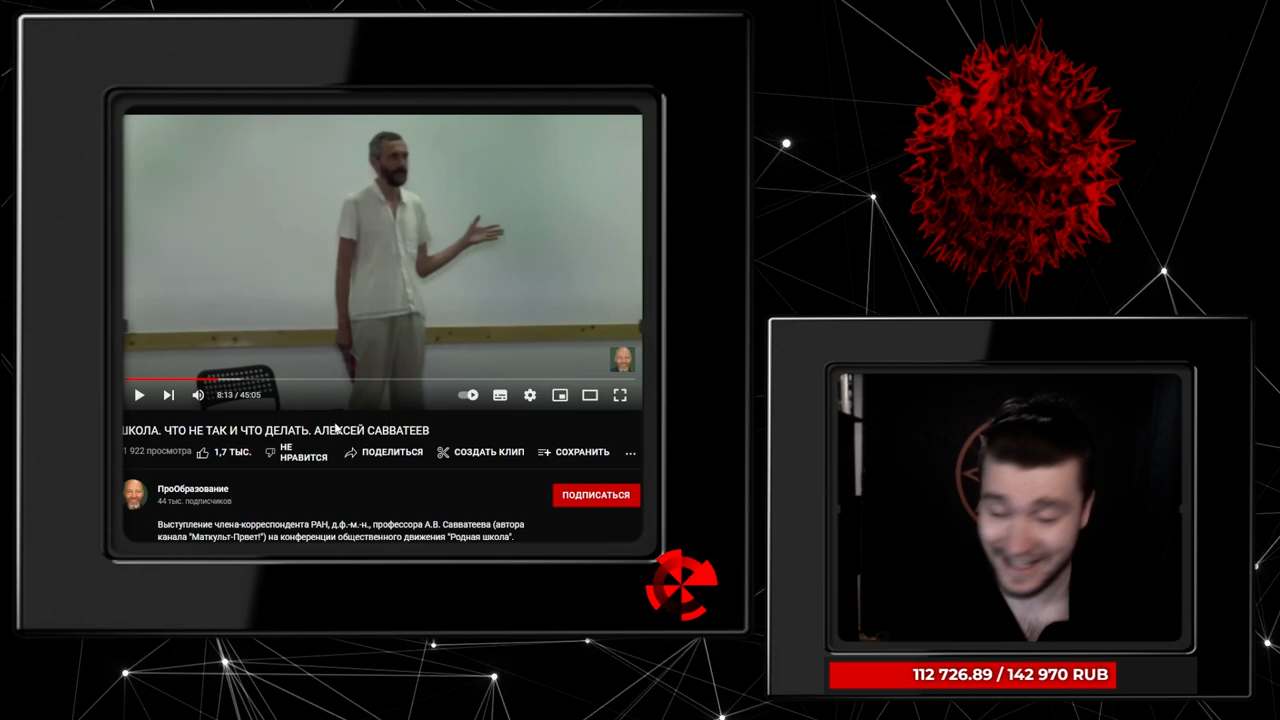 8:13 / 45:05
ШКОЛА. ЧТО НЕ ТАК И ЧТО ДЕЛАТЬ. АЛЕКСЕЙ САВВАТЕЕВ
1 922 просмотра
1,7 ТЫС.
НЕ
НРАВИТСЯ
ПОДЕЛИТЬСЯ
СОЗДАТЬ КЛИП
СОХРАНИТЬ
ПроОбразование
44 тыс. подписчиков
ПОДПИСАТЬСЯ
Выступление члена-корреспондента РАН, д.ф.-м.-н., профессора А.В. Савватеева (автора
канала "Маткульт-Првет!") на конференции общественного движения "Родная школа".
112 726.89 / 142 970 RUB